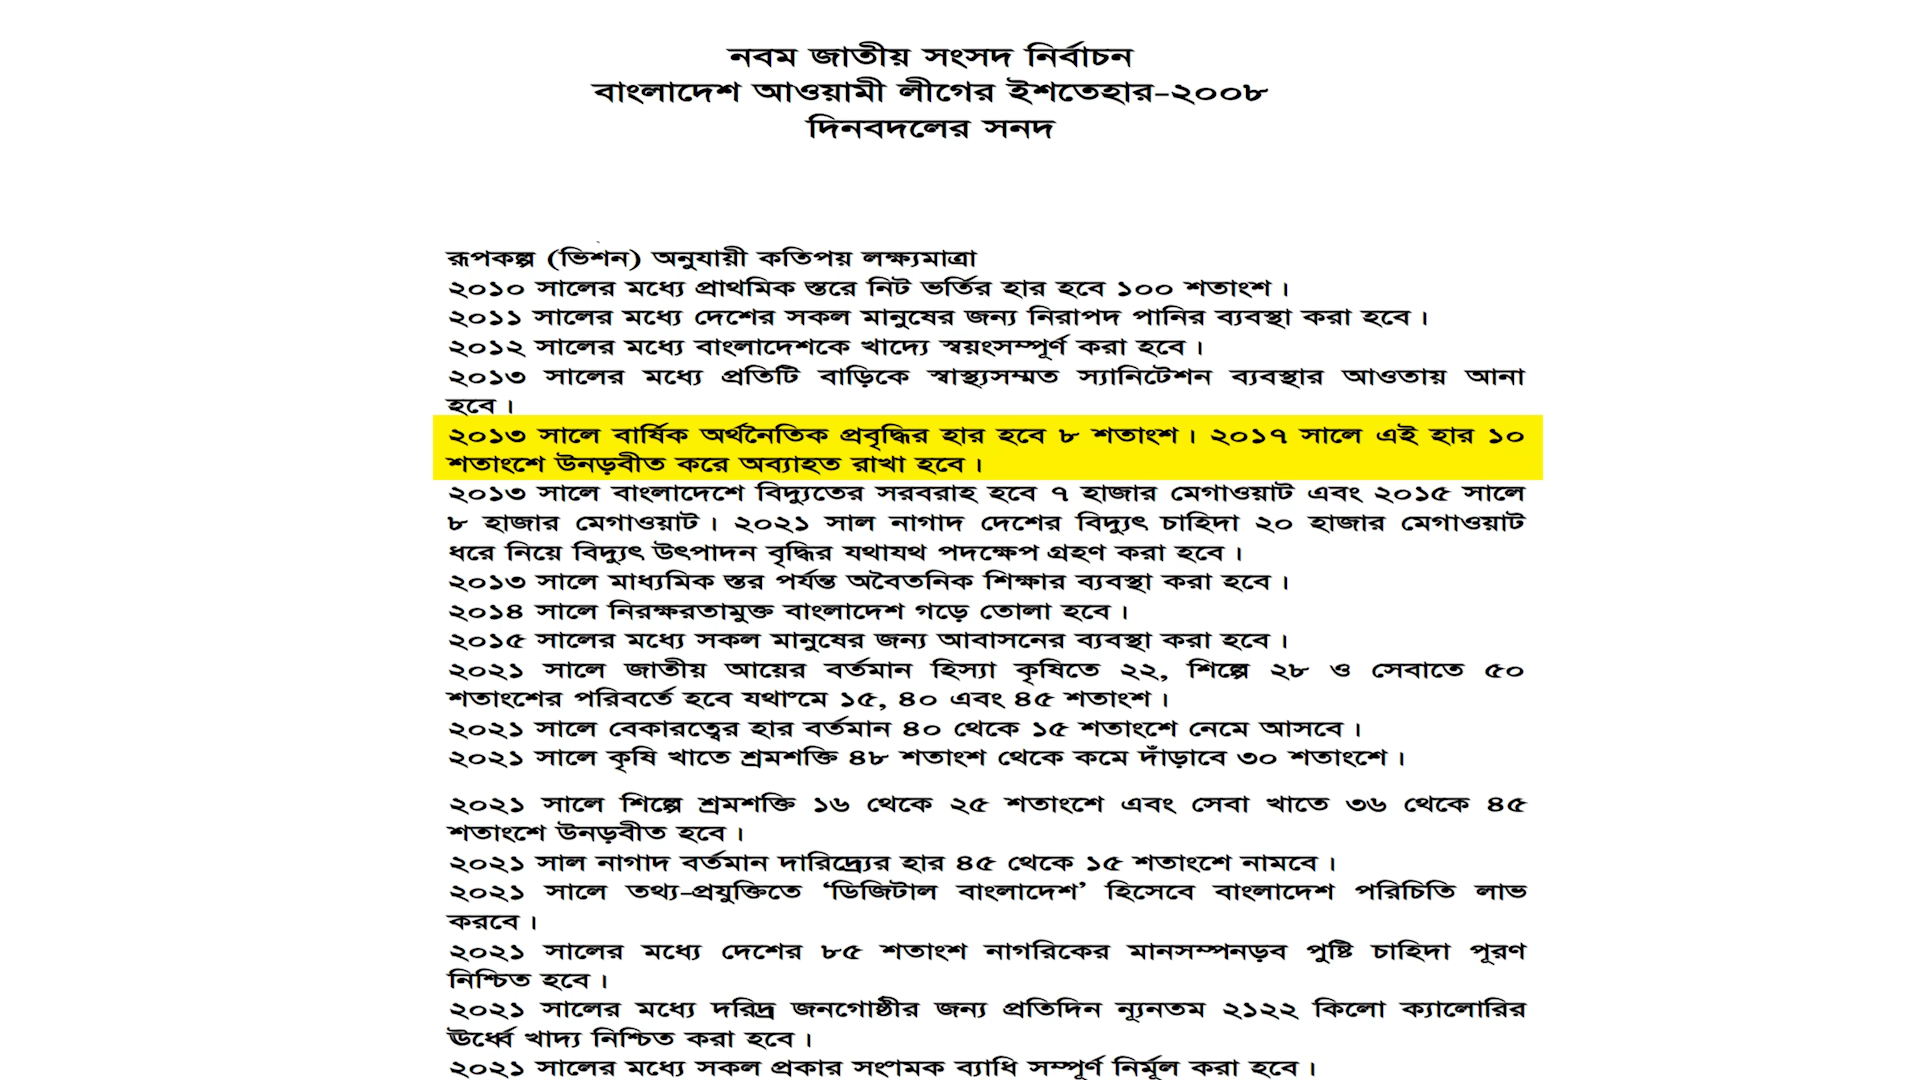 নবম জাতীয় সংসদ নির্বাচন
বাংলাদেশ আওয়ামী লীগের ইশতেহার-২০০৮
দিনবদলের সনদ
রূপকল্প (ভিশন) অনুযায়ী কতিপয় লক্ষ্যমাত্রা
২০১০ সালের মধ্যে প্রাথমিক স্তরে নিট ভর্তির হার হবে ১০০ শতাংশ।
২০১১ সালের মধ্যে দেশের সকল মানুষের জন্য নিরাপদ পানির ব্যবস্থা করা হবে।
২০১২ সালের মধ্যে বাংলাদেশকে খাদ্যে স্বয়ংসম্পূর্ণ করা হবে।
২০১৩ সালের মধ্যে প্রতিটি বাড়িকে স্বাস্থ্যসম্মত স্যানিটেশন ব্যবস্থার আওতায় আনা
হবে।
২০১৩ সালে বার্ষিক অর্থনৈতিক প্রবৃদ্ধির হার হবে ৮ শতাংশ। ২০১৭ সালে এই হার ১০
শতাংশে উনড়বীত করে অব্যাহত রাখা হবে।
২০১৩ সালে বাংলাদেশে বিদ্যুতের সরবরাহ হবে ৭ হাজার মেগাওয়াট এবং ২০১৫ সালে
৮ হাজার মেগাওয়াট। ২০২১ সাল নাগাদ দেশের বিদ্যুৎ চাহিদা ২০ হাজার মেগাওয়াট
ধরে নিয়ে বিদ্যুৎ উৎপাদন বৃদ্ধির যথাযথ পদক্ষেপ গ্রহণ করা হবে।
২০১৩ সালে মাধ্যমিক স্তর পর্যন্ত অবৈতনিক শিক্ষার ব্যবস্থা করা হবে।
২০১৪ সালে নিরক্ষরতামুক্ত বাংলাদেশ গড়ে তোলা হবে।
২০১৫ সালের মধ্যে সকল মানুষের জন্য আবাসনের ব্যবস্থা করা হবে।
২০২১ সালে জাতীয় আয়ের বর্তমান হিস্যা কৃষিতে ২২, শিল্পে ২৮ ও সেবাতে ৫০
শতাংশের পরিবর্তে হবে যথাμমে ১৫, ৪০ এবং ৪৫ শতাংশ।
২০২১ সালে বেকারত্বের হার বর্তমান ৪০ থেকে ১৫ শতাংশে নেমে আসবে।
২০২১ সালে কৃষি খাতে শ্রমশক্তি ৪৮ শতাংশ থেকে কমে দাঁড়াবে ৩০ শতাংশে।
২০২১ সালে শিল্পে শ্রমশক্তি ১৬ থেকে ২৫ শতাংশে এবং সেবা খাতে ৩৬ থেকে ৪৫
শতাংশে উনড়বীত হবে।
২০২১ সাল নাগাদ বর্তমান দারিদ্র্যের হার ৪৫ থেকে ১৫ শতাংশে নামবে।
২০২১ সালে তথ্য-প্রযুক্তিতে ‘ডিজিটাল বাংলাদেশ’ হিসেবে বাংলাদেশ পরিচিতি লাভ
করবে।
২০২১ সালের মধ্যে দেশের ৮৫ শতাংশ নাগরিকের মানসম্পনড়ব পুষ্টি চাহিদা পূরণ
নিশ্চিত হবে।
২০২১ সালের মধ্যে দরিদ্র জনগোষ্ঠীর জন্য প্রতিদিন ন্যূনতম ২১২২ কিলো ক্যালোরির
ঊর্ধ্বে খাদ্য নিশ্চিত করা হবে।
২০২১ সালের মধ্যে সকল প্রকার সংμামক ব্যাধি সম্পূর্ণ নির্মূল করা হবে।